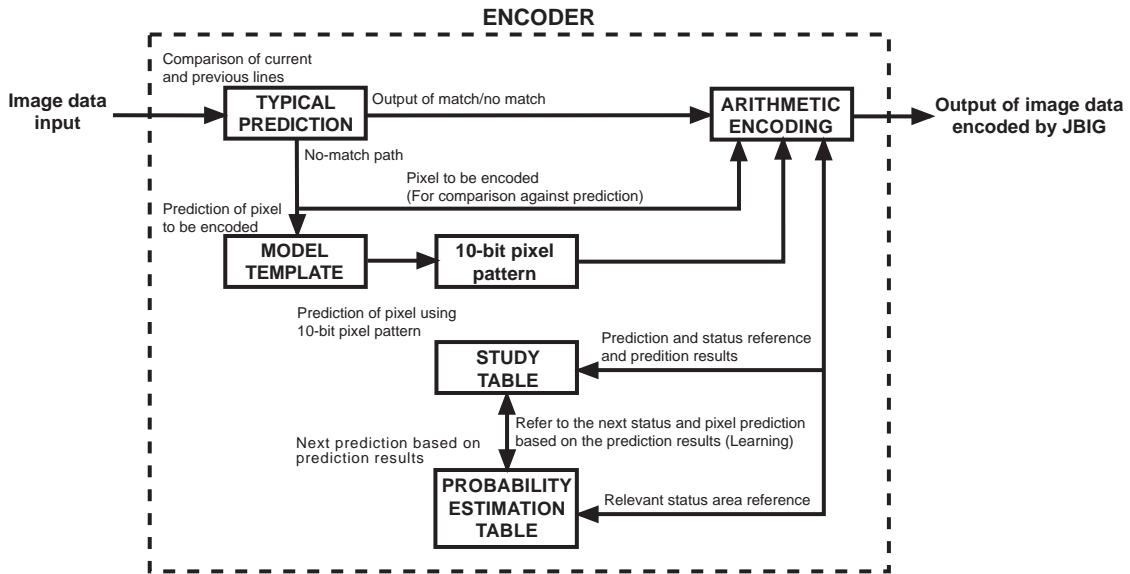 ENCODER
Comparison of current
and previous lines
Image data
input
TYPICAL
PREDICTION
Output of match/no match
ARITHMETIC
ENCODING
Output of image data
encoded by JBIG
No-match path
Pixel to be encoded
(For comparison against prediction)
Prediction of pixel
to be encoded
MODEL
TEMPLATE
10-bit pixel
pattern
Prediction of pixel using
10-bit pixel pattern
Prediction and status reference
and predition results
STUDY
TABLE
Refer to the next status and pixel prediction
based on the prediction results (Learning)
Next prediction based on
prediction results
PROBABILITY
ESTIMATION
TABLE
Relevant status area reference